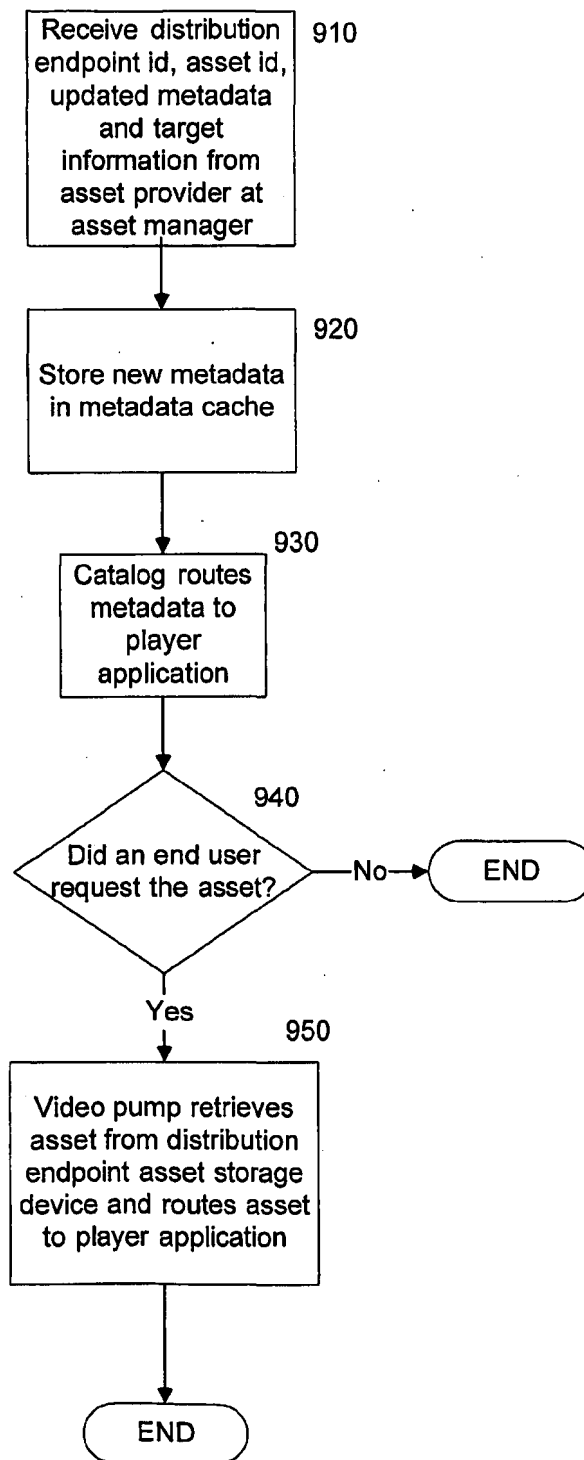 Receive distribution
endpoint id, asset id,
updated metadata
and target
information from
asset provider at
asset manager
910
920
Store new metadata
in metadata cache
930
Catalog routes
metadata to
player
application
940
Did an end user
request the asset?
No
END
Yes
950
Video pump retrieves
asset from distribution
endpoint asset storage
device and routes asset
to player application
END